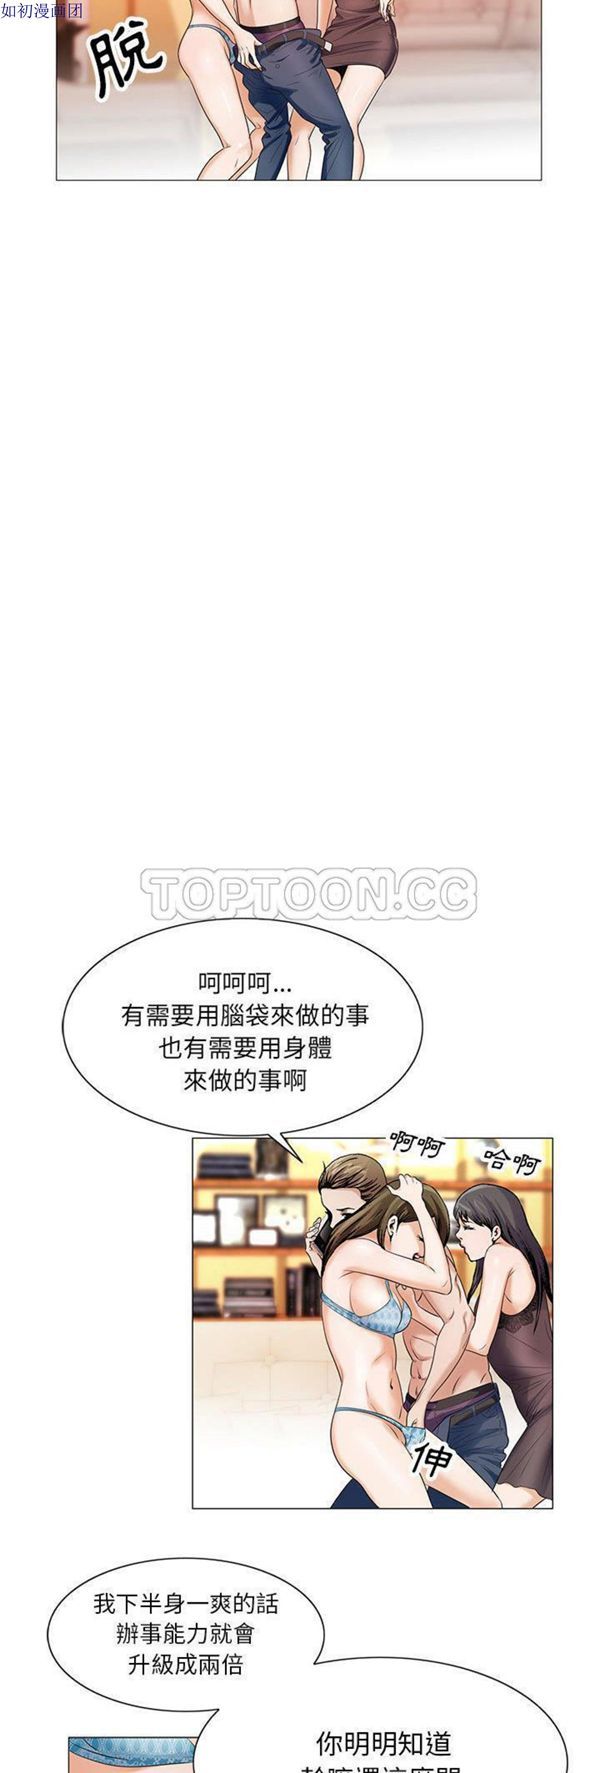 如初漫画团
脫
TOPTOON.CC
呵呵呵...
有需要用腦袋來做的事
也有需要用身體
來做的事啊
啊啊
哈啊
伸
我下半身一爽的話
辦事能力就會
升級成兩倍
你明明知道